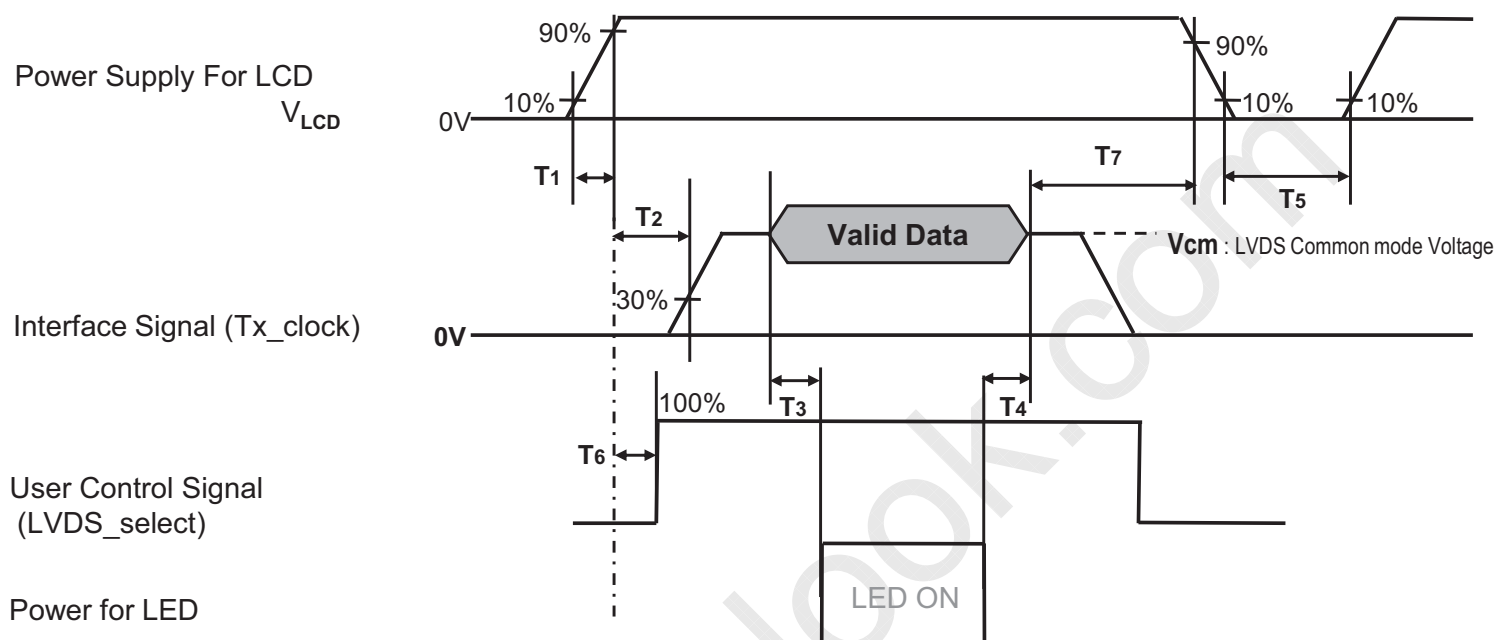 90%
90%
Power Supply For LCD
VLCD
10%
10%
10%
0V
T1
T7
T5
T2
Valid Data
Vcm : LVDS Common mode Voltage
30%
Interface Signal (Tx_clock)
0V
100%
T3
T4
T6
User Control Signal
(LVDS_select)
LED ON
Power for LED
look.com